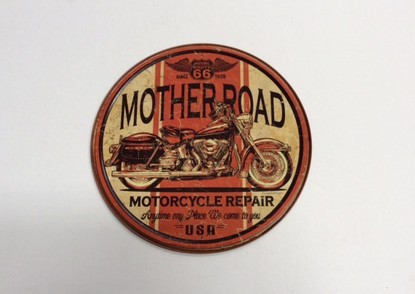 66
SINCE 1926
MOTHER ROAD
MOTORCYCLE REPAIR
Anytime any Place We come to you
USA